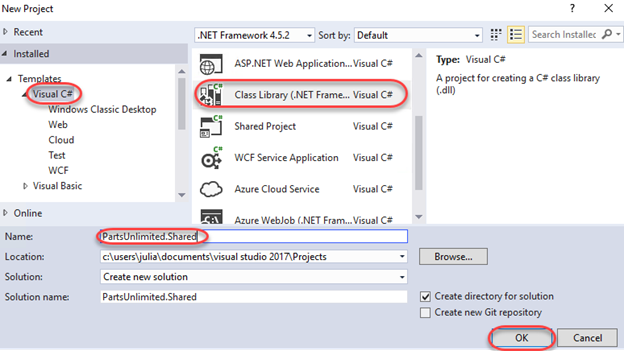 New Project
? ×
Recent
.NET Framework 4.5.2
Sort by: Default
Search Installed
Installed
Templates
Visual C#
Windows Classic Desktop
Web
Cloud
Test
WCF
Visual Basic
Online
ASP.NET Web Application... Visual C#
Class Library (.NET Frame... Visual C#
Shared Project Visual C#
WCF Service Application Visual C#
Azure Cloud Service Visual C#
Azure WebJob (.NET Framework) Visual C#
Type: Visual C#
A project for creating a C# class library
(.dll)
Name: PartsUnlimited.Shared
Location: c:\users\julia\documents\visual studio 2017\Projects
Browse...
Solution: Create new solution
Solution name: PartsUnlimited.Shared
Create directory for solution
Create new Git repository
OK Cancel